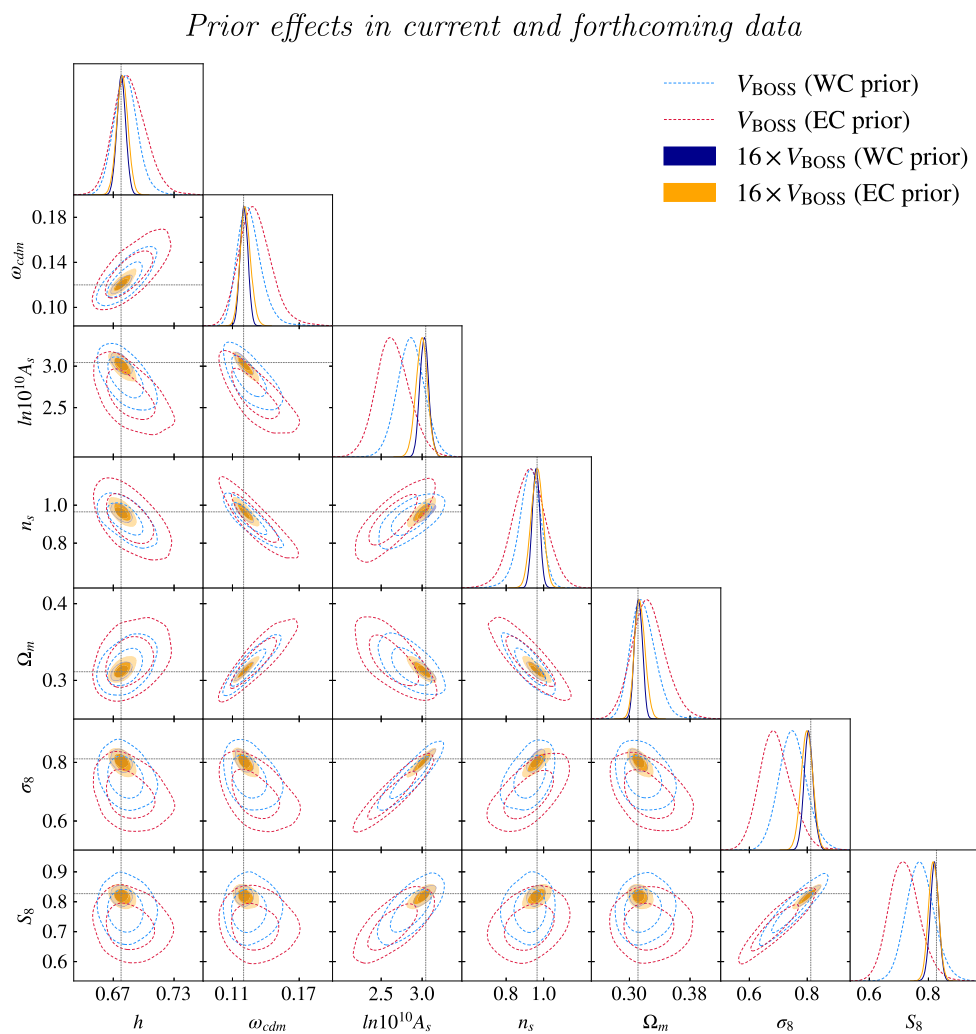 Prior effects in current and forthcoming data
V_BOSS (WC prior)
V_BOSS (EC prior)
16 × V_BOSS (WC prior)
16 × V_BOSS (EC prior)
0.18
0.14
0.10
ω_cdm
3.0
2.5
ln10^10 A_s
1.0
0.8
n_s
0.4
0.3
Ω_m
0.8
0.6
σ_8
0.9
0.8
0.7
0.6
S_8
0.67 0.73 0.11 0.17 2.5 3.0 0.8 1.0 0.30 0.38 0.6 0.8 0.6 0.8
h ω_cdm ln10^10 A_s n_s Ω_m σ_8 S_8